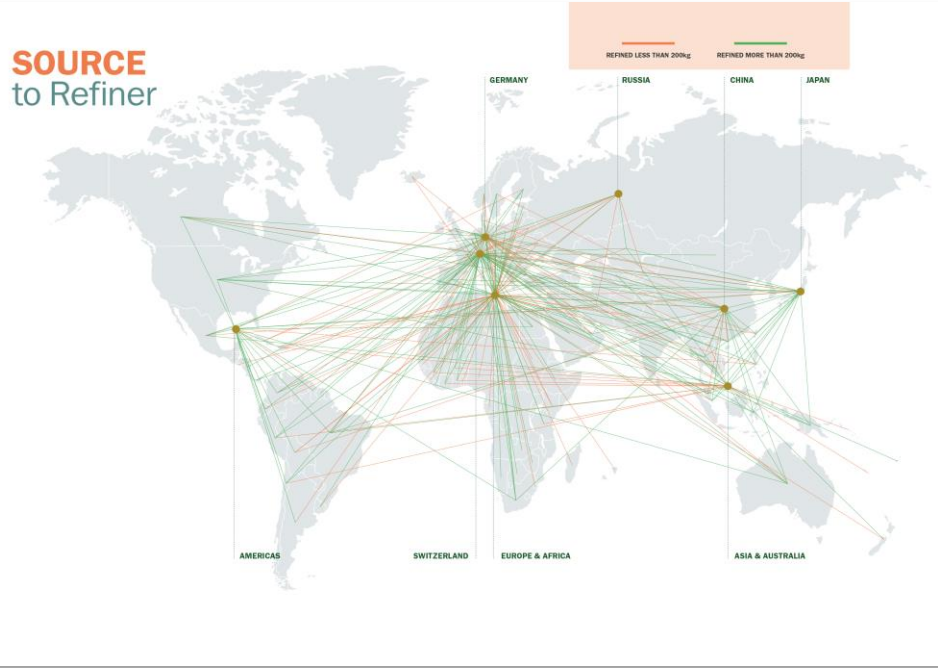 SOURCE
to Refiner
REFINED LESS THAN 200kg
REFINED MORE THAN 200kg
GERMANY
RUSSIA
CHINA
JAPAN
AMERICAS
SWITZERLAND
EUROPE & AFRICA
ASIA & AUSTRALIA